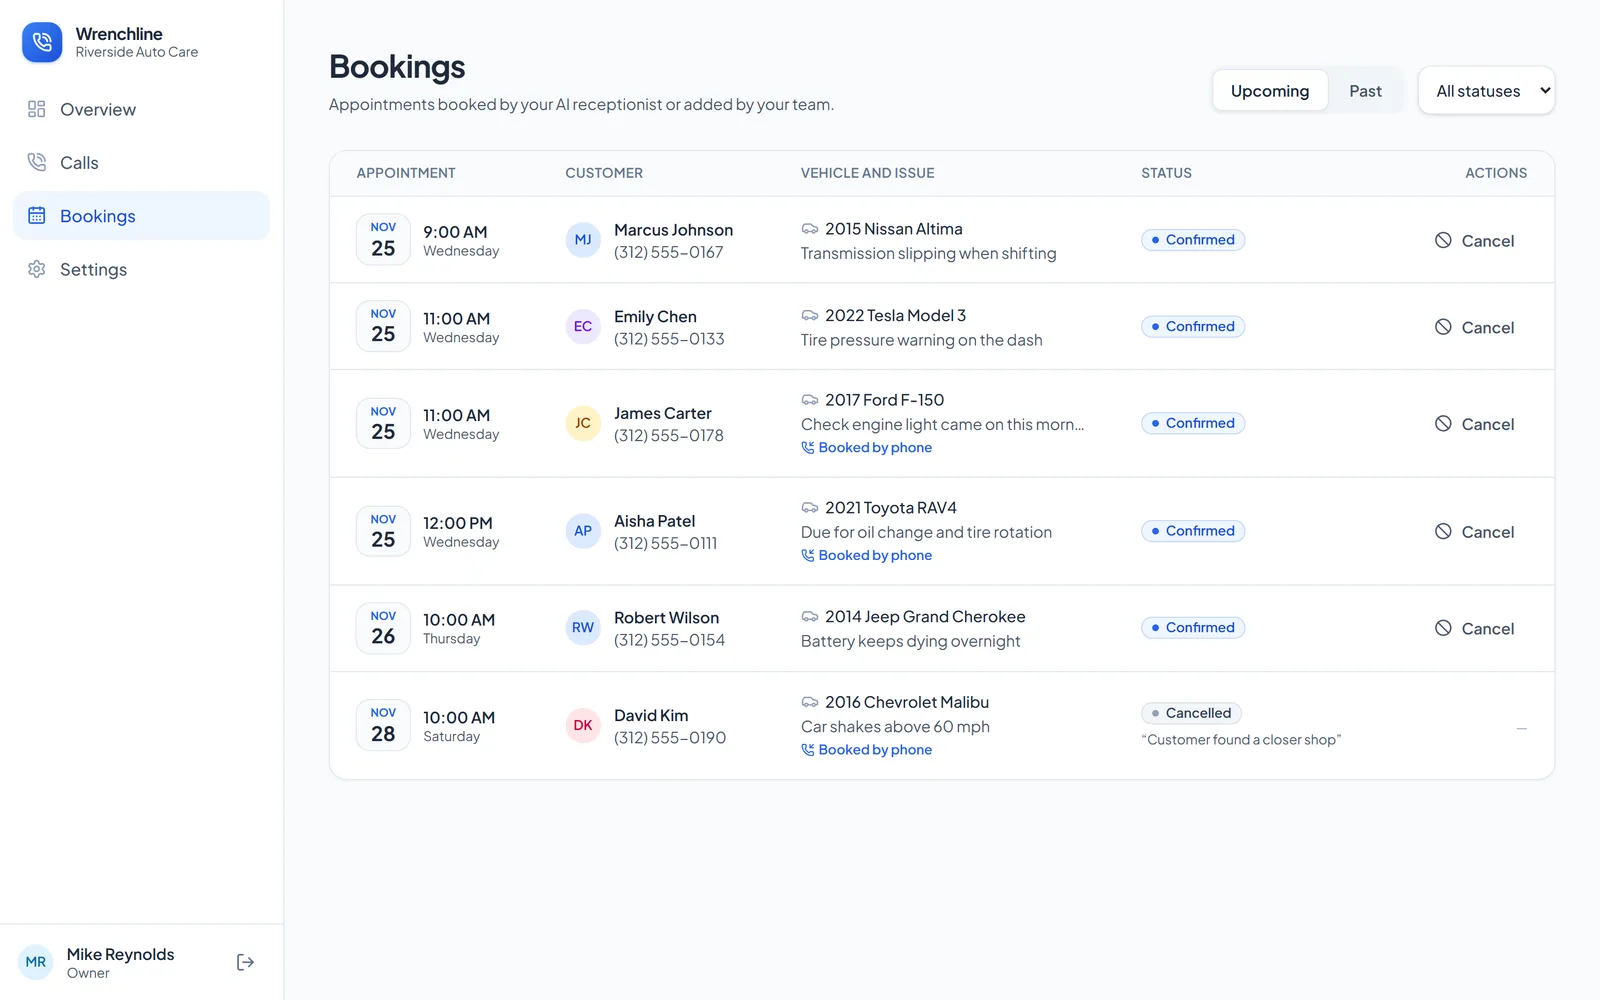 Wrenchline
Riverside Auto Care
Overview
Calls
Bookings
Settings
MR
Mike Reynolds
Owner
Bookings
Appointments booked by your AI receptionist or added by your team.
Upcoming
Past
All statuses
APPOINTMENT CUSTOMER VEHICLE AND ISSUE STATUS ACTIONS
NOV
25
9:00 AM
Wednesday
MJ
Marcus Johnson
(312) 555–0167
2015 Nissan Altima
Transmission slipping when shifting
Confirmed
Cancel
NOV
25
11:00 AM
Wednesday
EC
Emily Chen
(312) 555–0133
2022 Tesla Model 3
Tire pressure warning on the dash
Confirmed
Cancel
NOV
25
11:00 AM
Wednesday
JC
James Carter
(312) 555–0178
2017 Ford F-150
Check engine light came on this morn...
Booked by phone
Confirmed
Cancel
NOV
25
12:00 PM
Wednesday
AP
Aisha Patel
(312) 555–0111
2021 Toyota RAV4
Due for oil change and tire rotation
Booked by phone
Confirmed
Cancel
NOV
26
10:00 AM
Thursday
RW
Robert Wilson
(312) 555–0154
2014 Jeep Grand Cherokee
Battery keeps dying overnight
Confirmed
Cancel
NOV
28
10:00 AM
Saturday
DK
David Kim
(312) 555–0190
2016 Chevrolet Malibu
Car shakes above 60 mph
Booked by phone
Cancelled
“Customer found a closer shop”
—